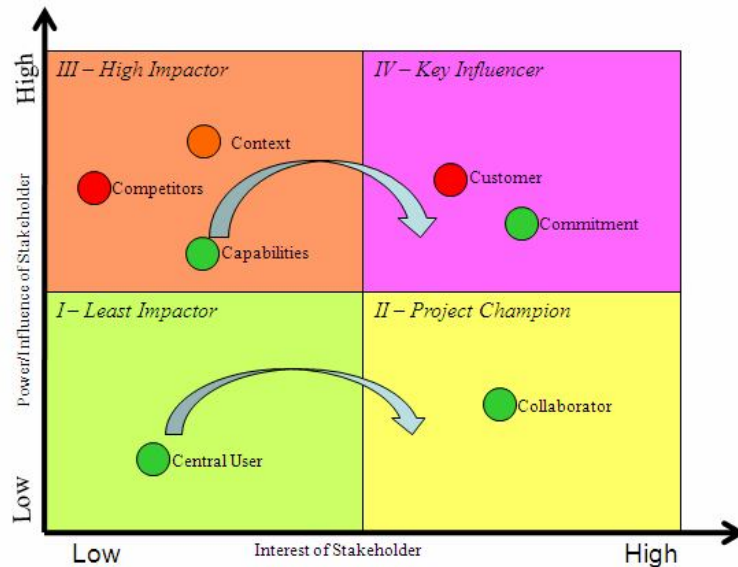 High
III – High Impactor
IV – Key Influencer
Context
Competitors
Customer
Commitment
Capabilities
Power/Influence of Stakeholder
I – Least Impactor
II – Project Champion
Collaborator
Central User
Low
Low
Interest of Stakeholder
High